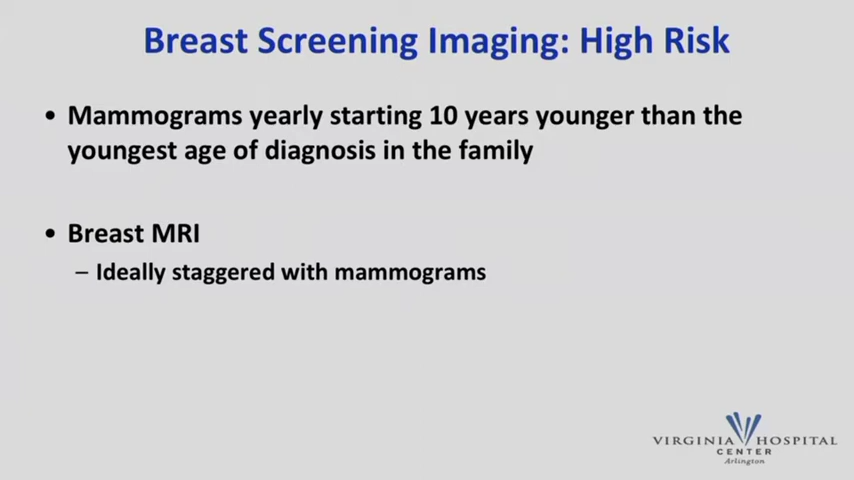 Breast Screening Imaging: High Risk
• Mammograms yearly starting 10 years younger than the
youngest age of diagnosis in the family
• Breast MRI
– Ideally staggered with mammograms
VIRGINIA HOSPITAL
CENTER
Arlington